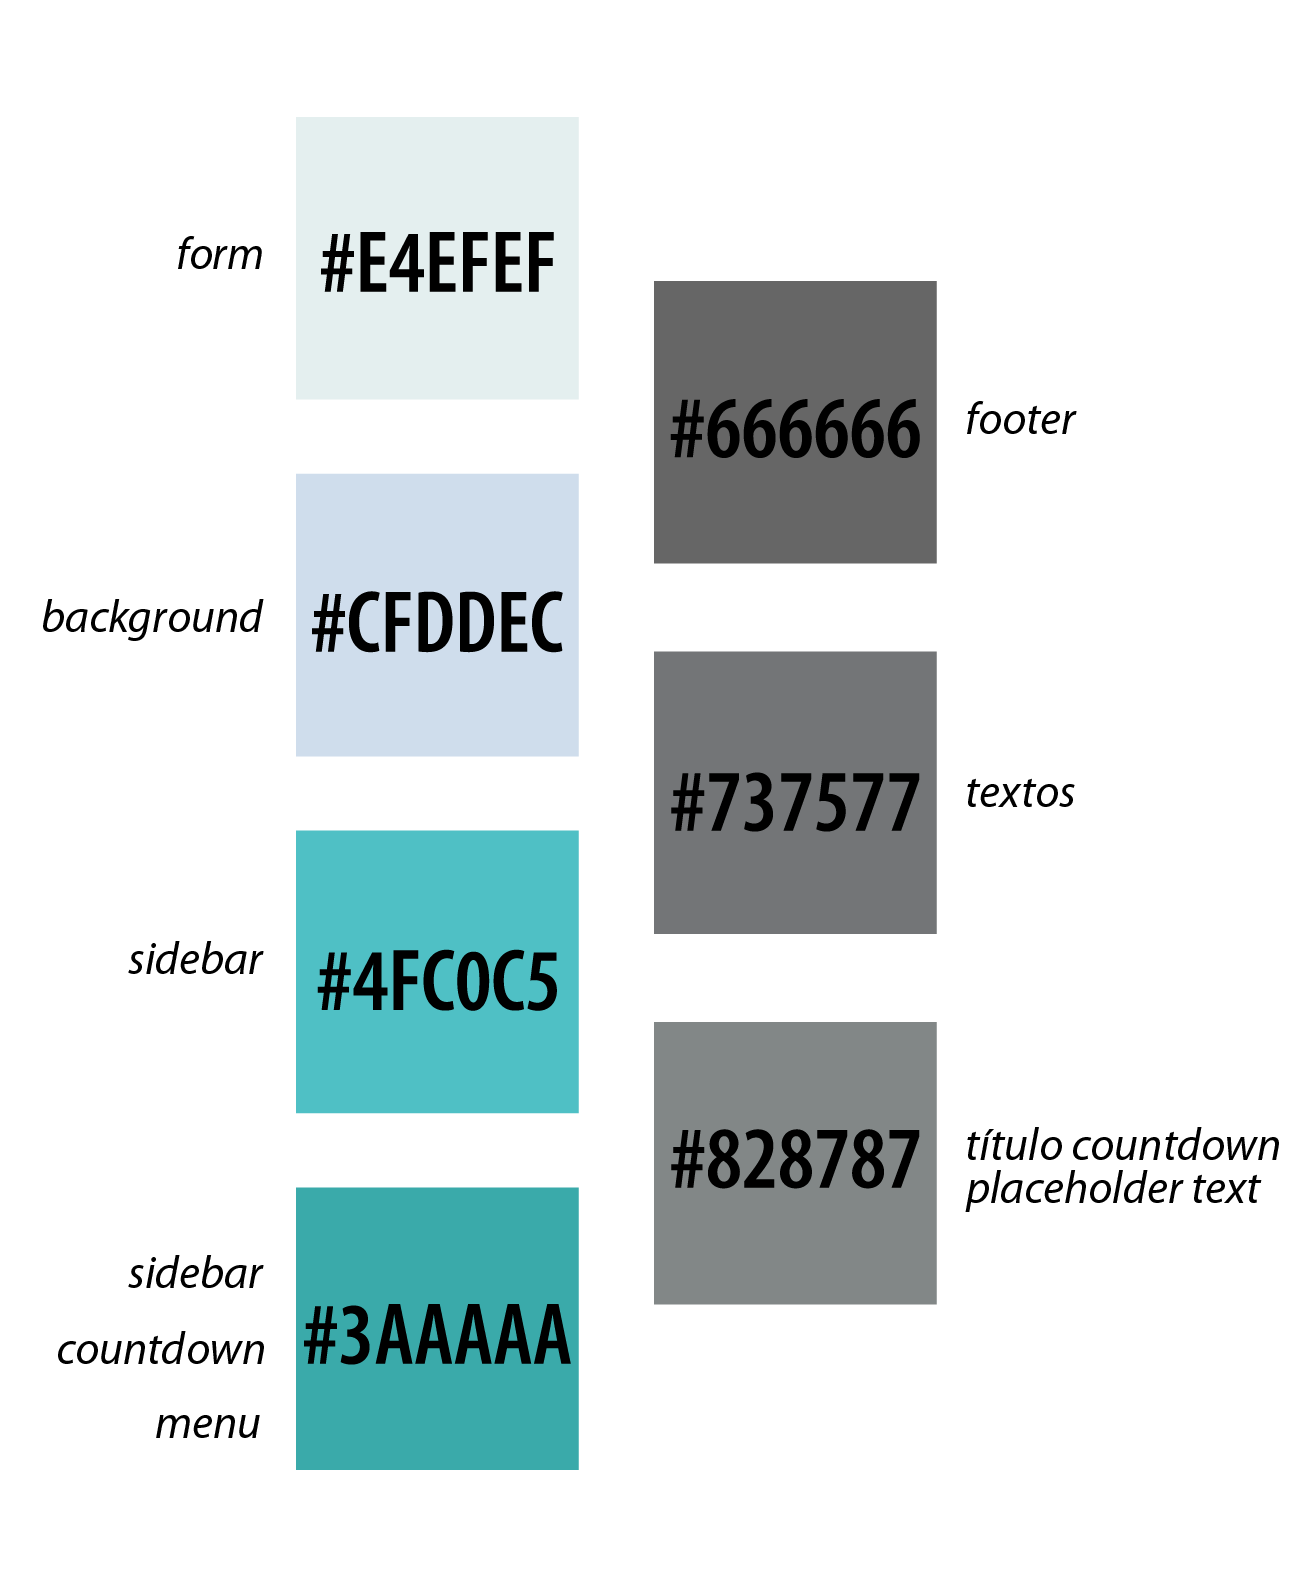 form
#E4EFEF
background
#CFDDEC
sidebar
#4FC0C5
sidebar
countdown
menu
#3AAAAA
#666666
footer
#737577
textos
#828787
título countdown
placeholder text